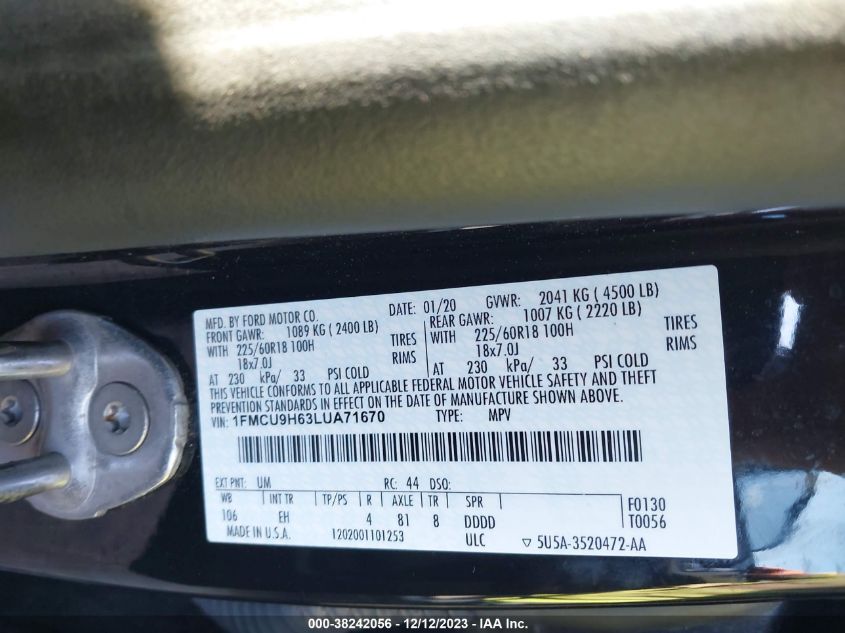 MFD. BY FORD MOTOR CO.
DATE: 01/20 GVWR: 2041 KG ( 4500 LB)
FRONT GAWR: 1089 KG ( 2400 LB)
REAR GAWR: 1007 KG ( 2220 LB)
WITH 225/60R18 100H TIRES
225/60R18 100H TIRES
18x7.0J RIMS
WITH 18x7.0J RIMS
AT 230 kPa/ 33 PSI COLD
AT 230 kPa/ 33 PSI COLD
THIS VEHICLE CONFORMS TO ALL APPLICABLE FEDERAL MOTOR VEHICLE SAFETY AND THEFT
PREVENTION STANDARDS IN EFFECT ON THE DATE OF MANUFACTURE SHOWN ABOVE.
VIN: 1FMCU9H63LUA71670 TYPE: MPV
EXT PNT: UM RC: 44 DSO:
WB INT TR TP/PS R AXLE TR SPR F0130
106 EH 4 81 8 DDDD T0056
MADE IN U.S.A. 1202001101253 ULC ▽ 5U5A-3520472-AA
000-38242056 - 12/12/2023 - IAA Inc.